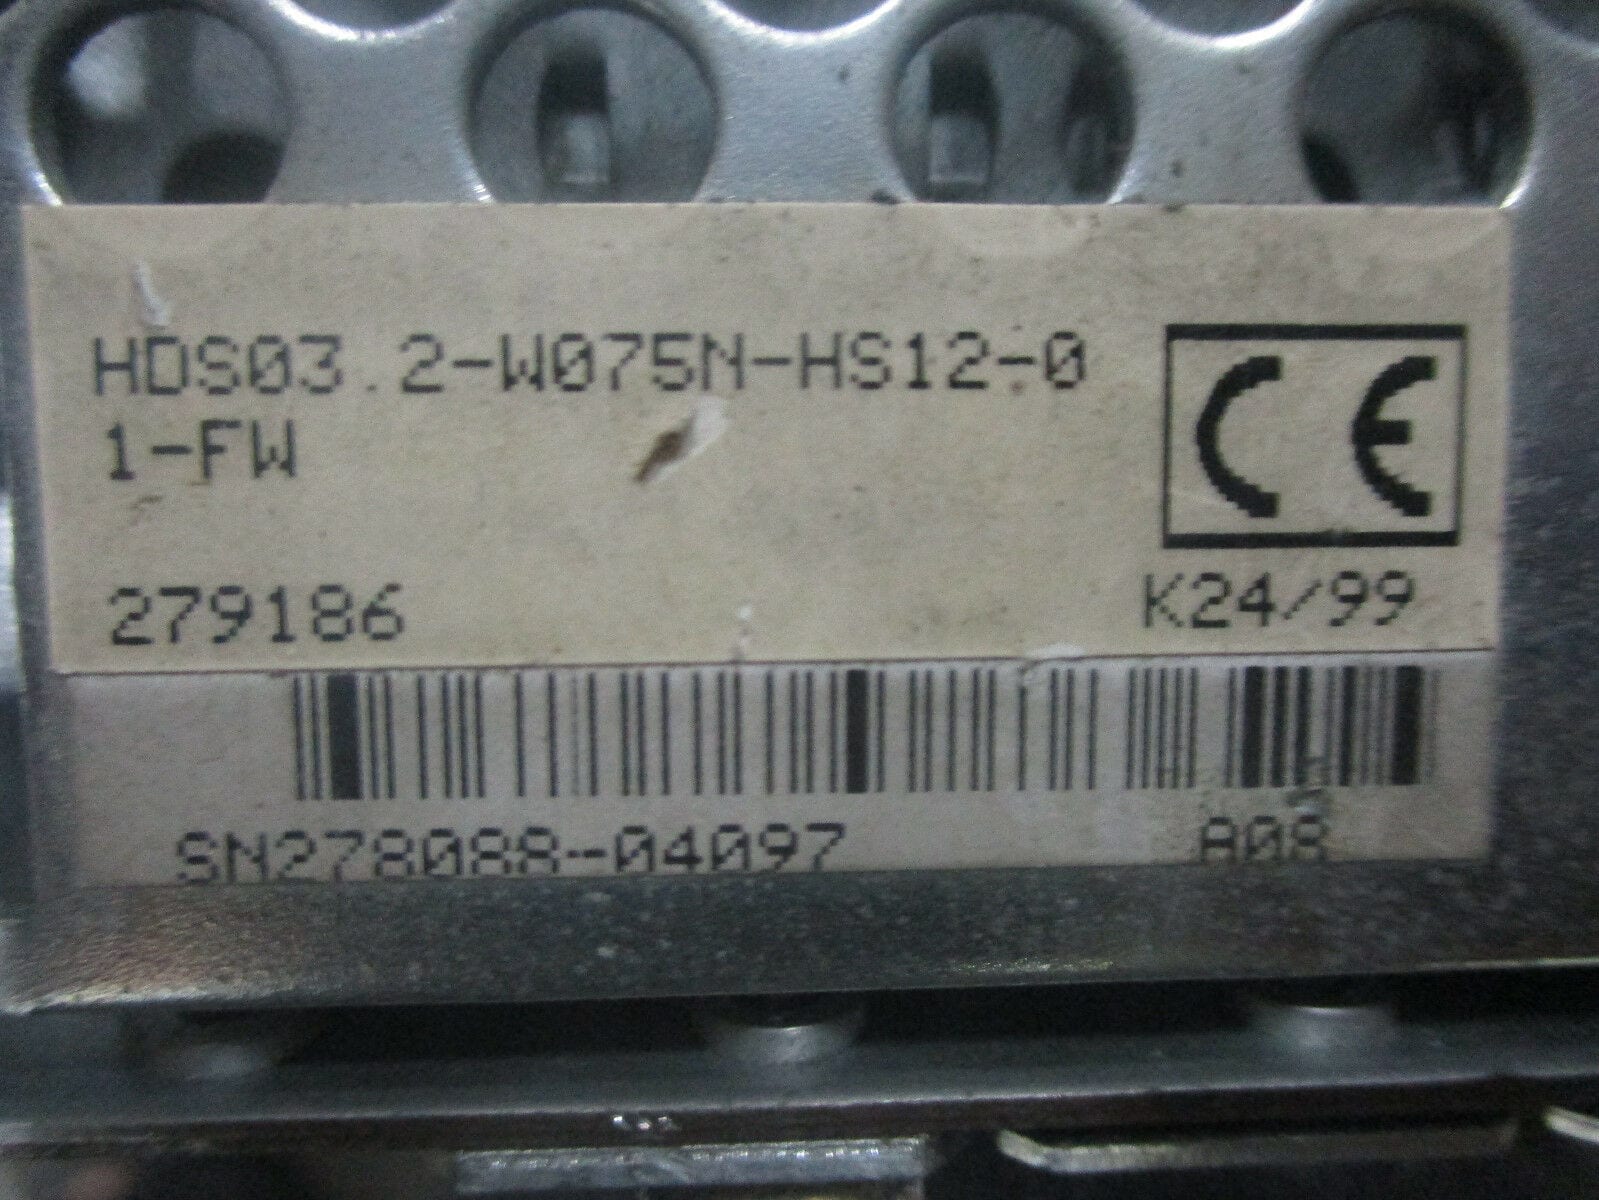 HDS03.2-W075N-HS12-0
1-FW
CE
279186
K24/99
SN278088-04097
A08